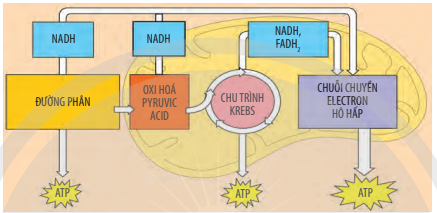 NADH
NADH
NADH,
FADH₂
ĐƯỜNG PHÂN
OXI HOÁ
PYRUVIC
ACID
CHU TRÌNH
KREBS
CHUỖI CHUYỀN
ELECTRON
HÔ HẤP
ATP
ATP
ATP